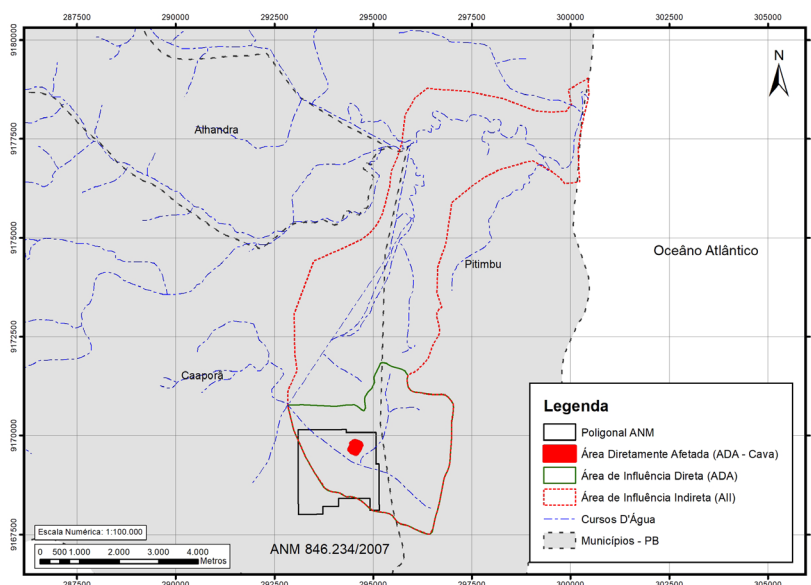 287500 290000 292500 295000 297500 300000 302500 305000
9180000
N
Alhandra
9177500
9175000
Oceâno Atlântico
Pitimbu
9172500
Caaporã
Legenda
Poligonal ANM
9170000
Área Diretamente Afetada (ADA - Cava)
Área de Influência Direta (ADA)
Área de Influência Indireta (AII)
Cursos D'Água
Escala Numérica: 1:100.000
Municípios - PB
9167500
0 500 1.000 2.000 3.000 4.000
Metros
ANM 846.234/2007
287500 290000 292500 295000 297500 300000 302500 305000